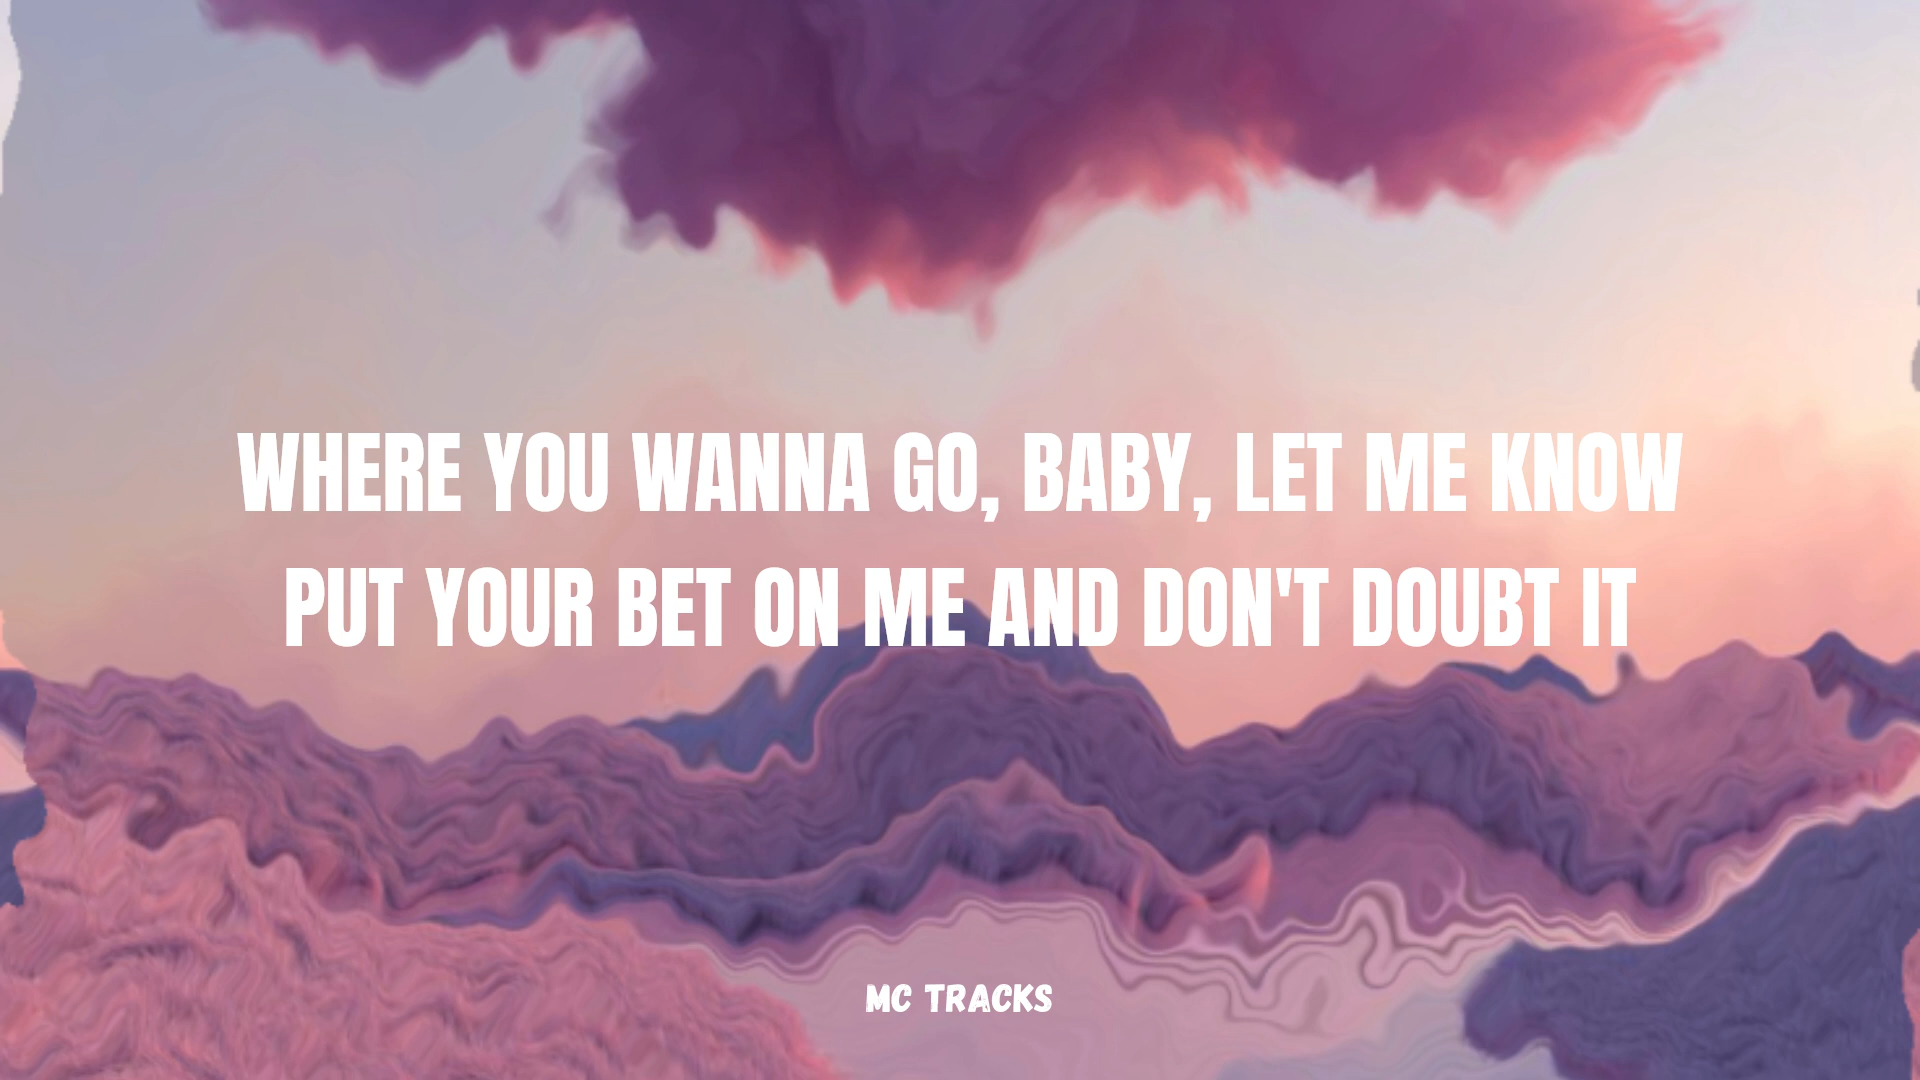 WHERE YOU WANNA GO, BABY, LET ME KNOW
PUT YOUR BET ON ME AND DON'T DOUBT IT
MC TRACKS